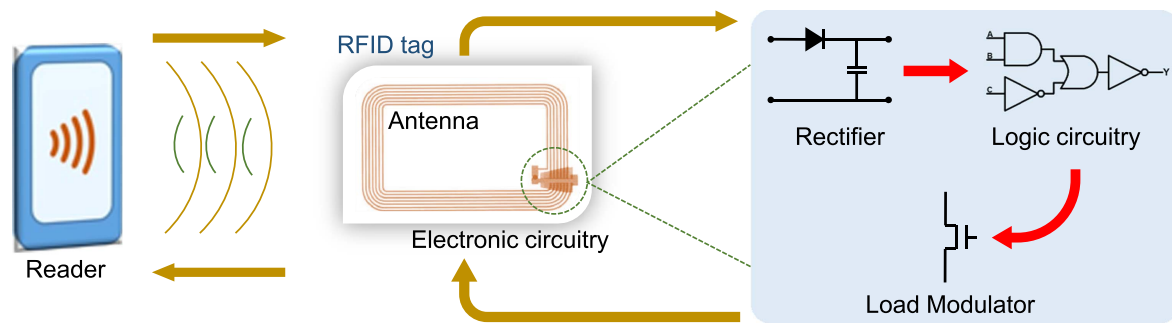 RFID tag
Antenna
Electronic circuitry
Reader
A
B
C
Y
Rectifier
Logic circuitry
Load Modulator